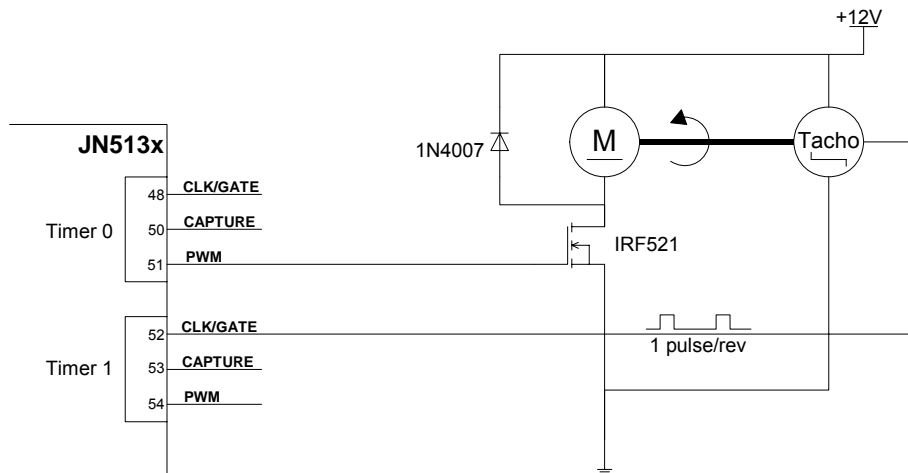 +12V
JN513x
1N4007
M
Tacho
48 CLK/GATE
Timer 0
50 CAPTURE
51 PWM
IRF521
52 CLK/GATE
1 pulse/rev
Timer 1
53 CAPTURE
54 PWM